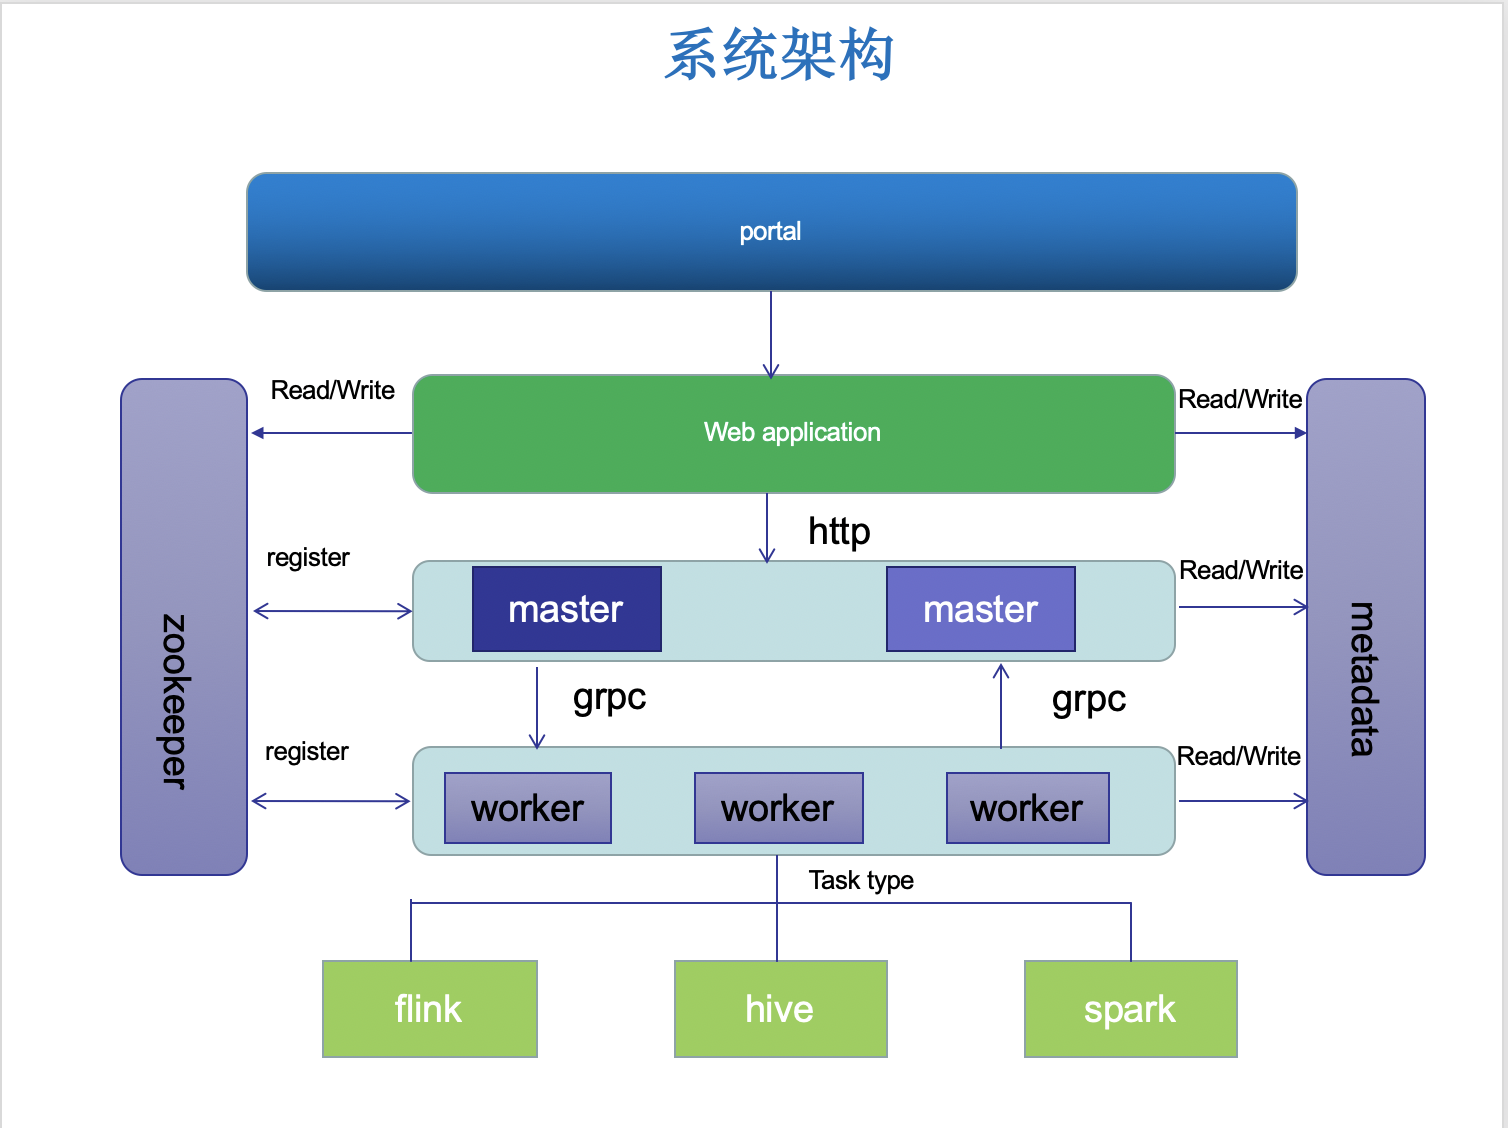 系统架构
portal
Read/Write
Web application
Read/Write
http
register
master
master
Read/Write
zookeeper
metadata
grpc
grpc
register
worker
worker
worker
Read/Write
Task type
flink
hive
spark